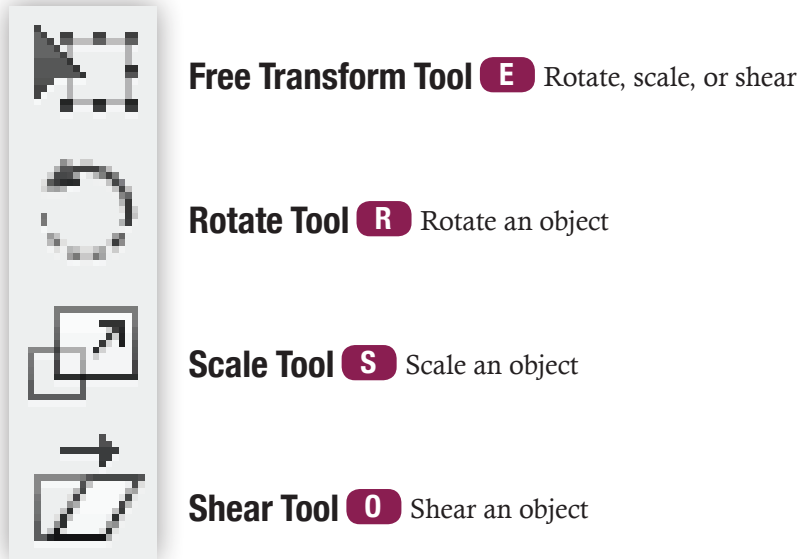 Free Transform Tool E Rotate, scale, or shear
Rotate Tool R Rotate an object
Scale Tool S Scale an object
Shear Tool O Shear an object